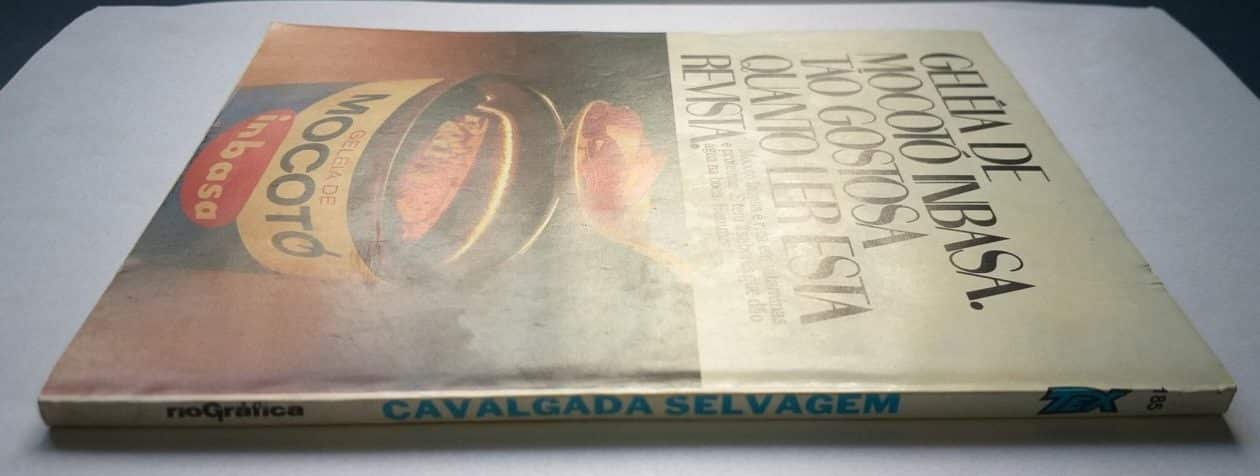 GELÉIA DE
MOCOTÓ INBASA.
TÃO GOSTOSA
QUANTO LER ESTA
REVISTA.
GELÉIA DE
MOCOTÓ
inbasa
rioGráfica
CAVALGADA SELVAGEM
TEX
185